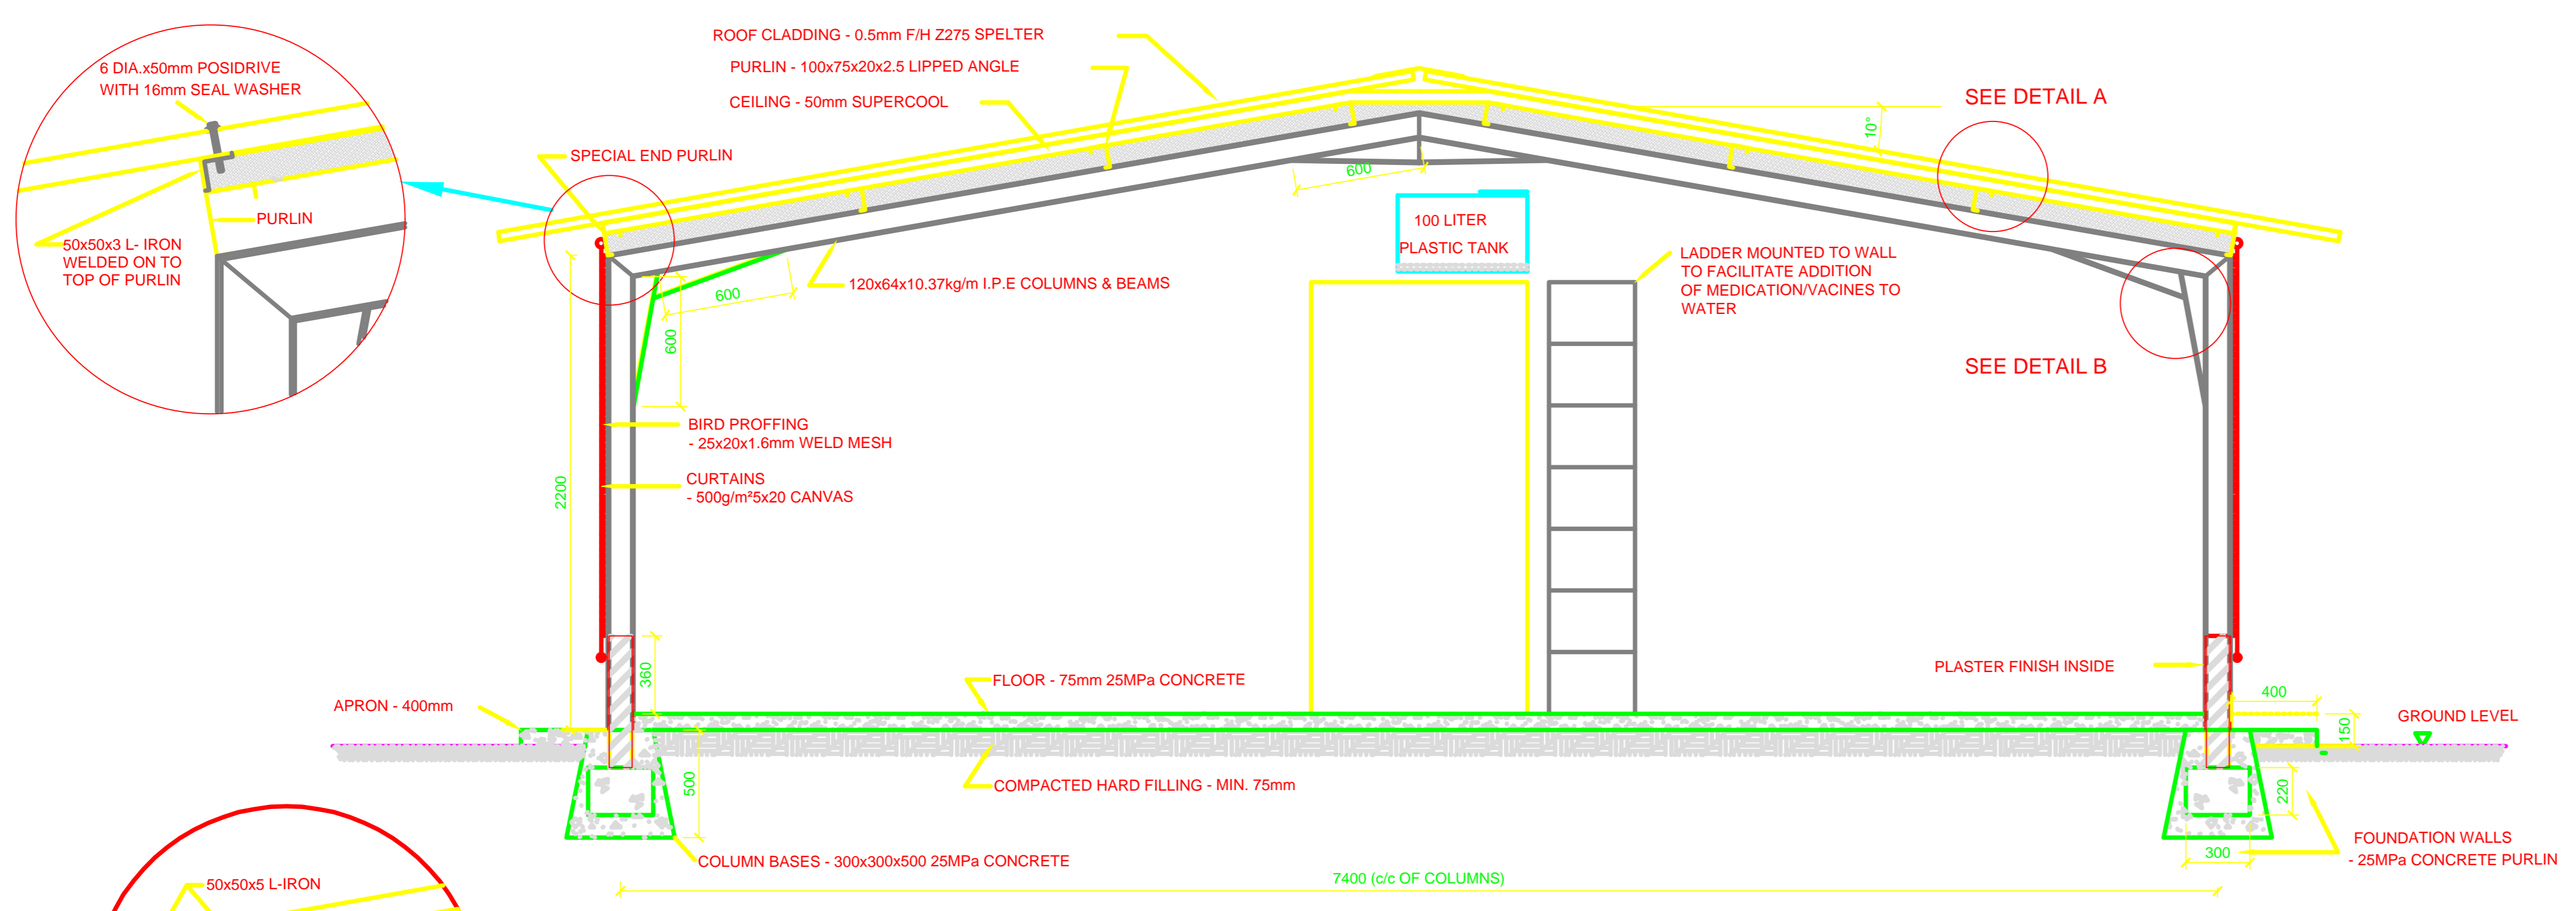 6 DIA.x50mm POSIDRIVE
WITH 16mm SEAL WASHER
PURLIN
50x50x3 L- IRON
WELDED ON TO
TOP OF PURLIN
ROOF CLADDING - 0.5mm F/H Z275 SPELTER
PURLIN - 100x75x20x2.5 LIPPED ANGLE
CEILING - 50mm SUPERCOOL
SPECIAL END PURLIN
SEE DETAIL A
10°
600
100 LITER
PLASTIC TANK
LADDER MOUNTED TO WALL
TO FACILITATE ADDITION
OF MEDICATION/VACINES TO
WATER
120x64x10.37kg/m I.P.E COLUMNS & BEAMS
600
600
SEE DETAIL B
BIRD PROFFING
- 25x20x1.6mm WELD MESH
CURTAINS
- 500g/m²5x20 CANVAS
2200
360
FLOOR - 75mm 25MPa CONCRETE
PLASTER FINISH INSIDE
APRON - 400mm
400
150
GROUND LEVEL
500
COMPACTED HARD FILLING - MIN. 75mm
220
FOUNDATION WALLS
- 25MPa CONCRETE PURLIN
300
COLUMN BASES - 300x300x500 25MPa CONCRETE
7400 (c/c OF COLUMNS)
50x50x5 L-IRON